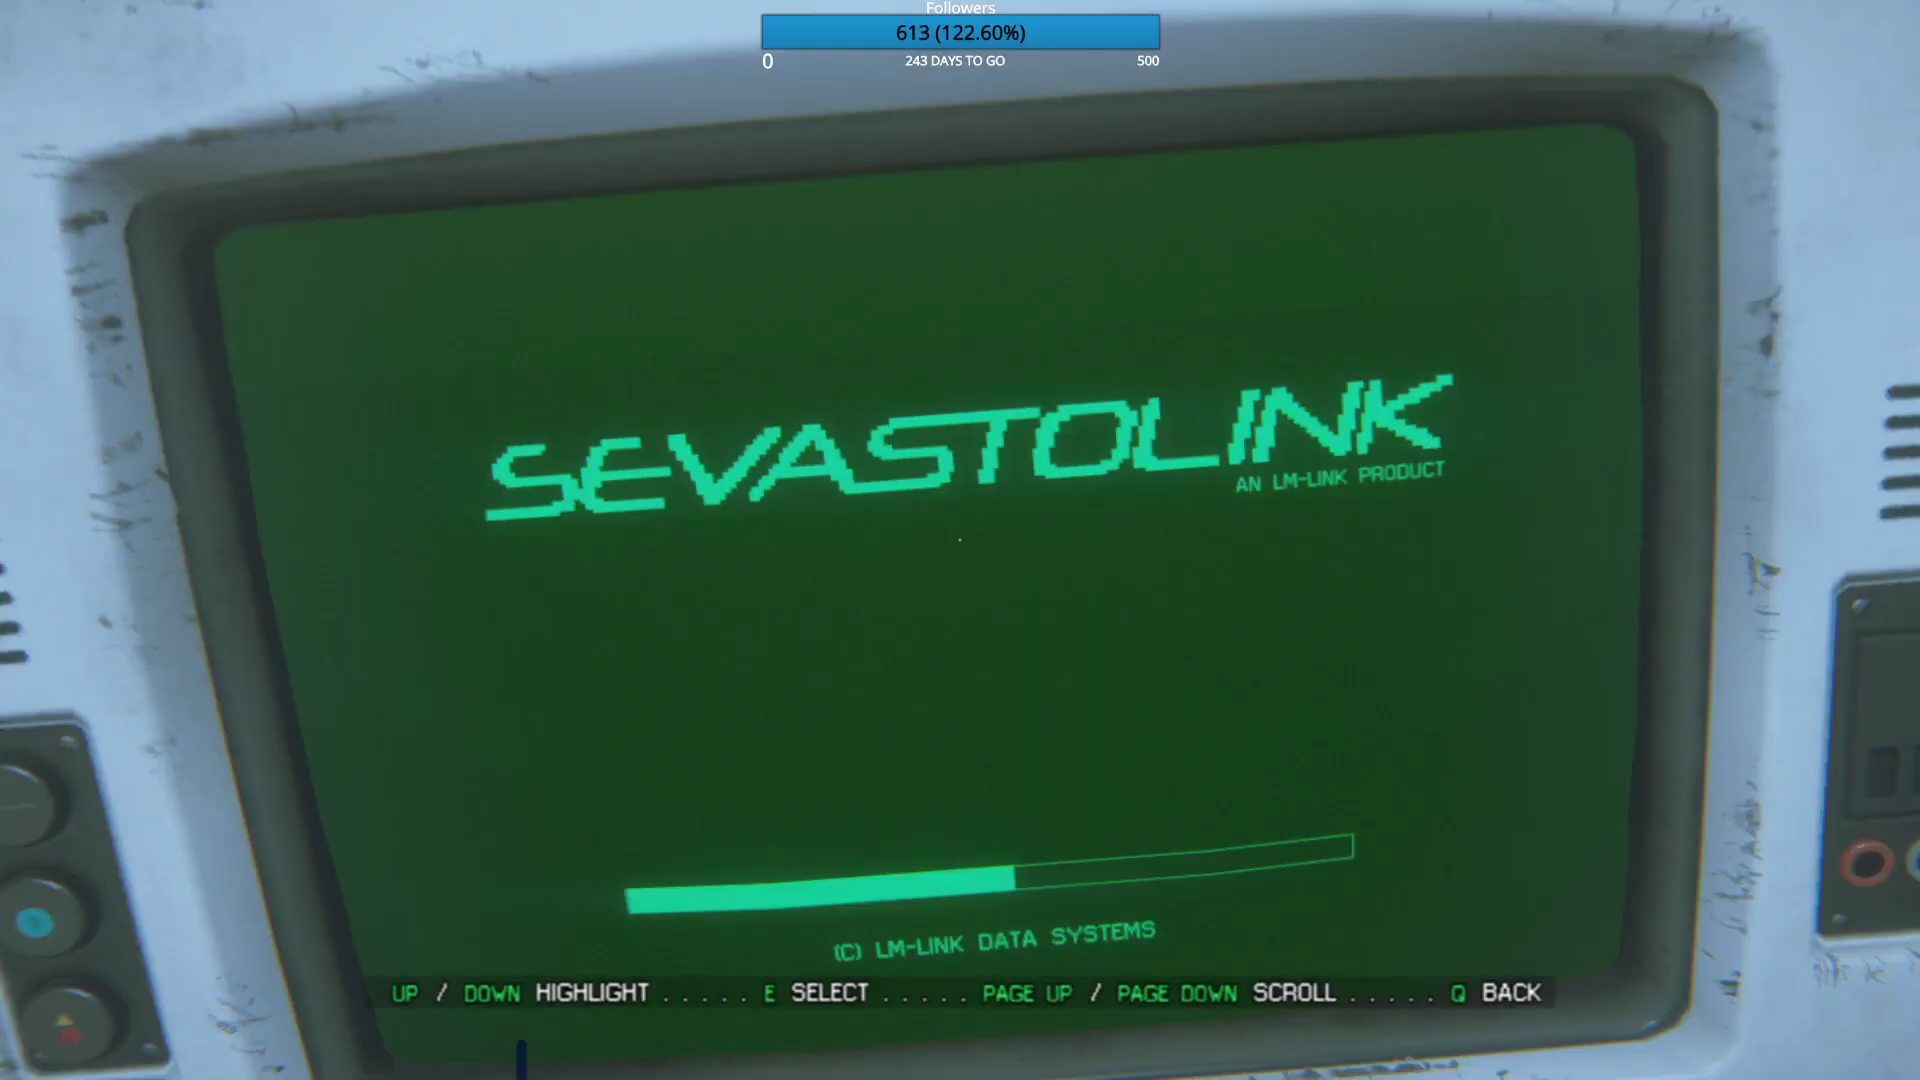 Followers
613 (122.60%)
0 243 DAYS TO GO 500
SEVASTOLINK
AN LM-LINK PRODUCT
(C) LM-LINK DATA SYSTEMS
UP / DOWN HIGHLIGHT ..... E SELECT ..... PAGE UP / PAGE DOWN SCROLL ..... Q BACK